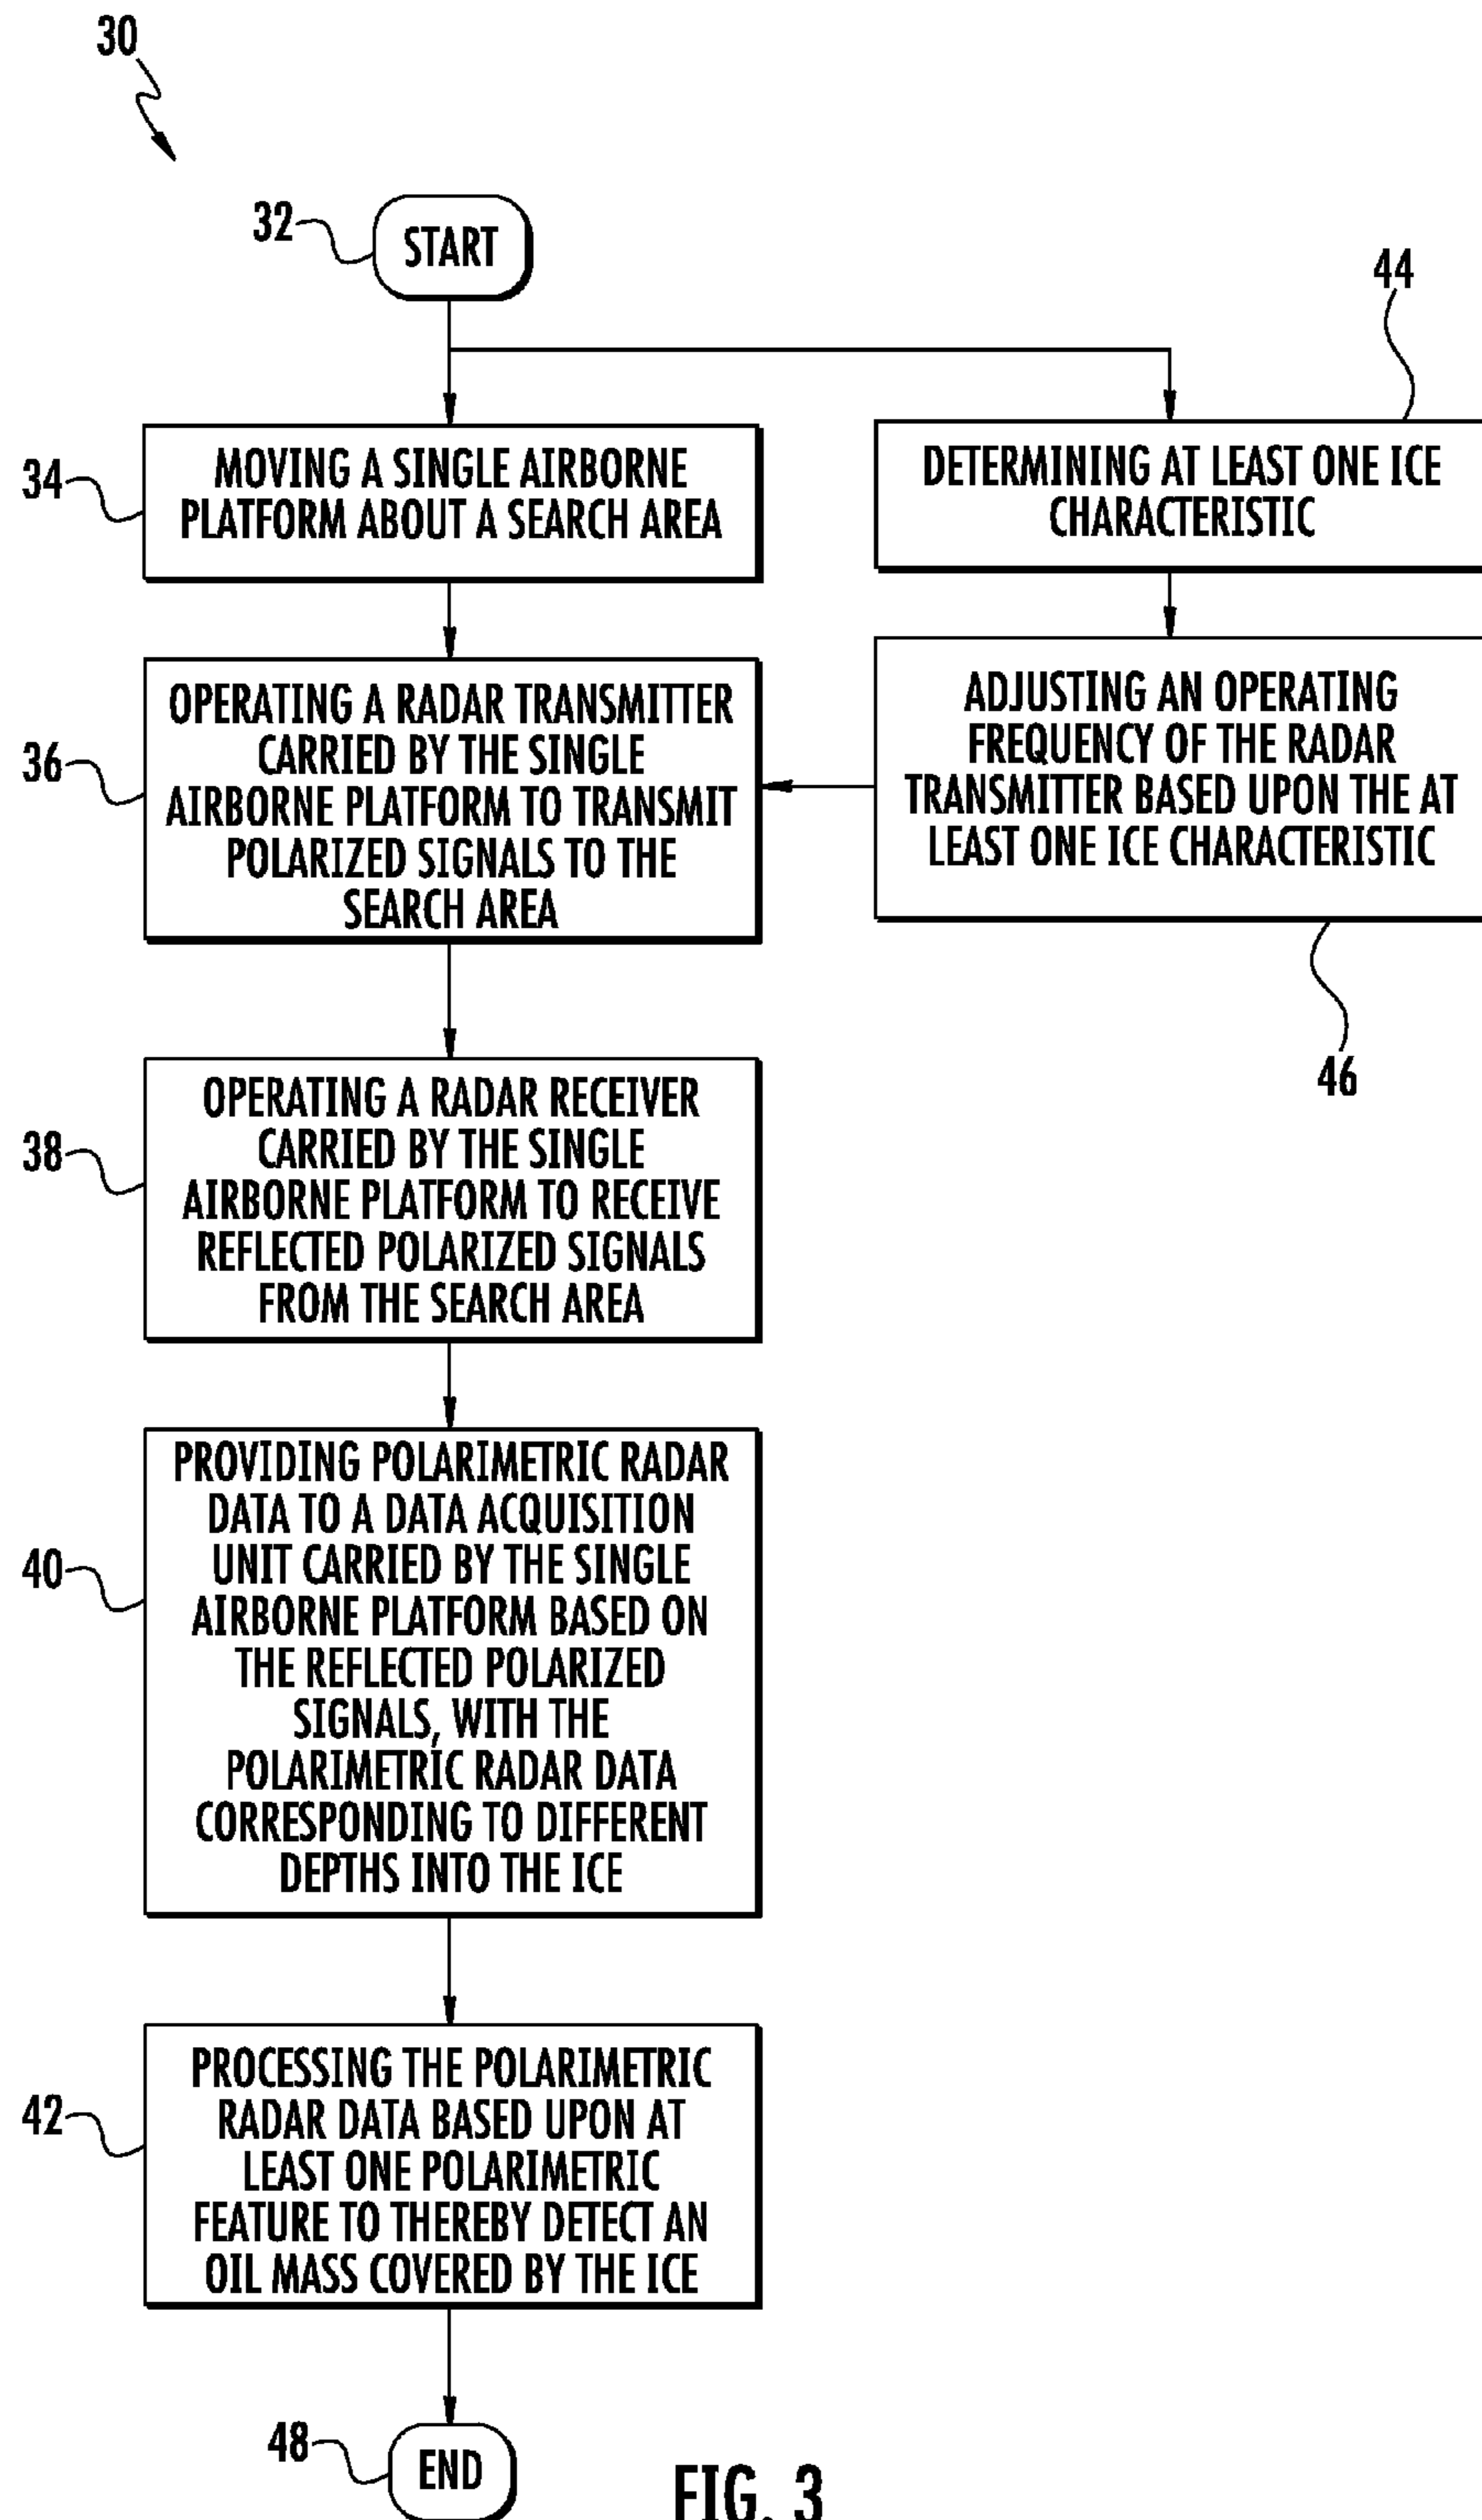 30
32
START
44
34
MOVING A SINGLE AIRBORNE
PLATFORM ABOUT A SEARCH AREA
DETERMINING AT LEAST ONE ICE
CHARACTERISTIC
36
OPERATING A RADAR TRANSMITTER
CARRIED BY THE SINGLE
AIRBORNE PLATFORM TO TRANSMIT
POLARIZED SIGNALS TO THE
SEARCH AREA
ADJUSTING AN OPERATING
FREQUENCY OF THE RADAR
TRANSMITTER BASED UPON THE AT
LEAST ONE ICE CHARACTERISTIC
46
38
OPERATING A RADAR RECEIVER
CARRIED BY THE SINGLE
AIRBORNE PLATFORM TO RECEIVE
REFLECTED POLARIZED SIGNALS
FROM THE SEARCH AREA
40
PROVIDING POLARIMETRIC RADAR
DATA TO A DATA ACQUISITION
UNIT CARRIED BY THE SINGLE
AIRBORNE PLATFORM BASED ON
THE REFLECTED POLARIZED
SIGNALS, WITH THE
POLARIMETRIC RADAR DATA
CORRESPONDING TO DIFFERENT
DEPTHS INTO THE ICE
42
PROCESSING THE POLARIMETRIC
RADAR DATA BASED UPON AT
LEAST ONE POLARIMETRIC
FEATURE TO THEREBY DETECT AN
OIL MASS COVERED BY THE ICE
48
END
FIG. 3